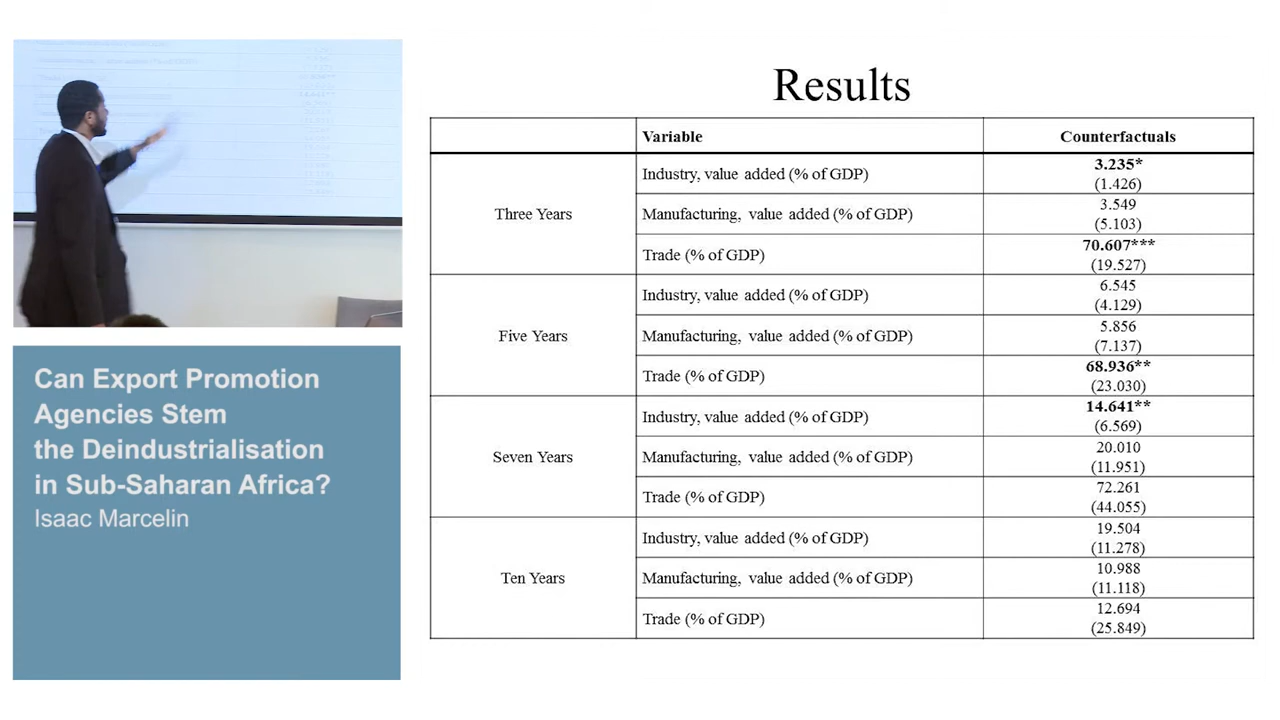 Results
Variable Counterfactuals
Three Years
Industry, value added (% of GDP) 3.235*
(1.426)
Manufacturing, value added (% of GDP) 3.549
(5.103)
Trade (% of GDP) 70.607***
(19.527)
Five Years
Industry, value added (% of GDP) 6.545
(4.129)
Manufacturing, value added (% of GDP) 5.856
(7.137)
Trade (% of GDP) 68.936**
(23.030)
Seven Years
Industry, value added (% of GDP) 14.641**
(6.569)
Manufacturing, value added (% of GDP) 20.010
(11.951)
Trade (% of GDP) 72.261
(44.055)
Ten Years
Industry, value added (% of GDP) 19.504
(11.278)
Manufacturing, value added (% of GDP) 10.988
(11.118)
Trade (% of GDP) 12.694
(25.849)
Can Export Promotion
Agencies Stem
the Deindustrialisation
in Sub-Saharan Africa?
Isaac Marcelin